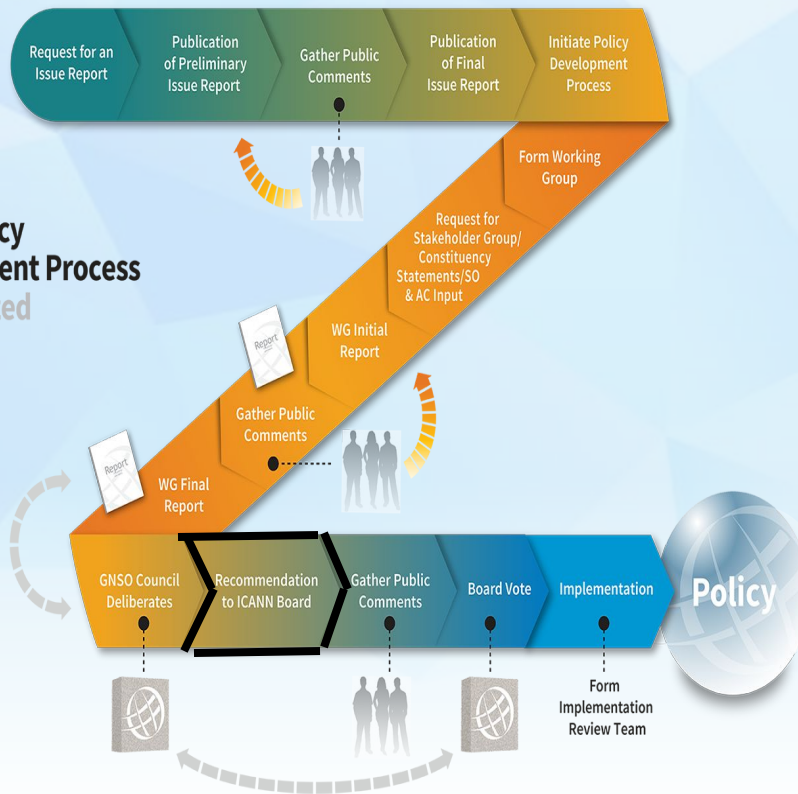 Request for an
Issue Report
Publication
of Preliminary
Issue Report
Gather Public
Comments
Publication
of Final
Issue Report
Initiate Policy
Development
Process
Form Working
Group
Request for
Stakeholder Group/
Constituency
Statements/SO
& AC Input
cy
ent Process
ed
WG Initial
Report
Report
Gather Public
Comments
Report
WG Final
Report
GNSO Council
Deliberates
Recommendation
to ICANN Board
Gather Public
Comments
Board Vote
Implementation
Policy
Form
Implementation
Review Team